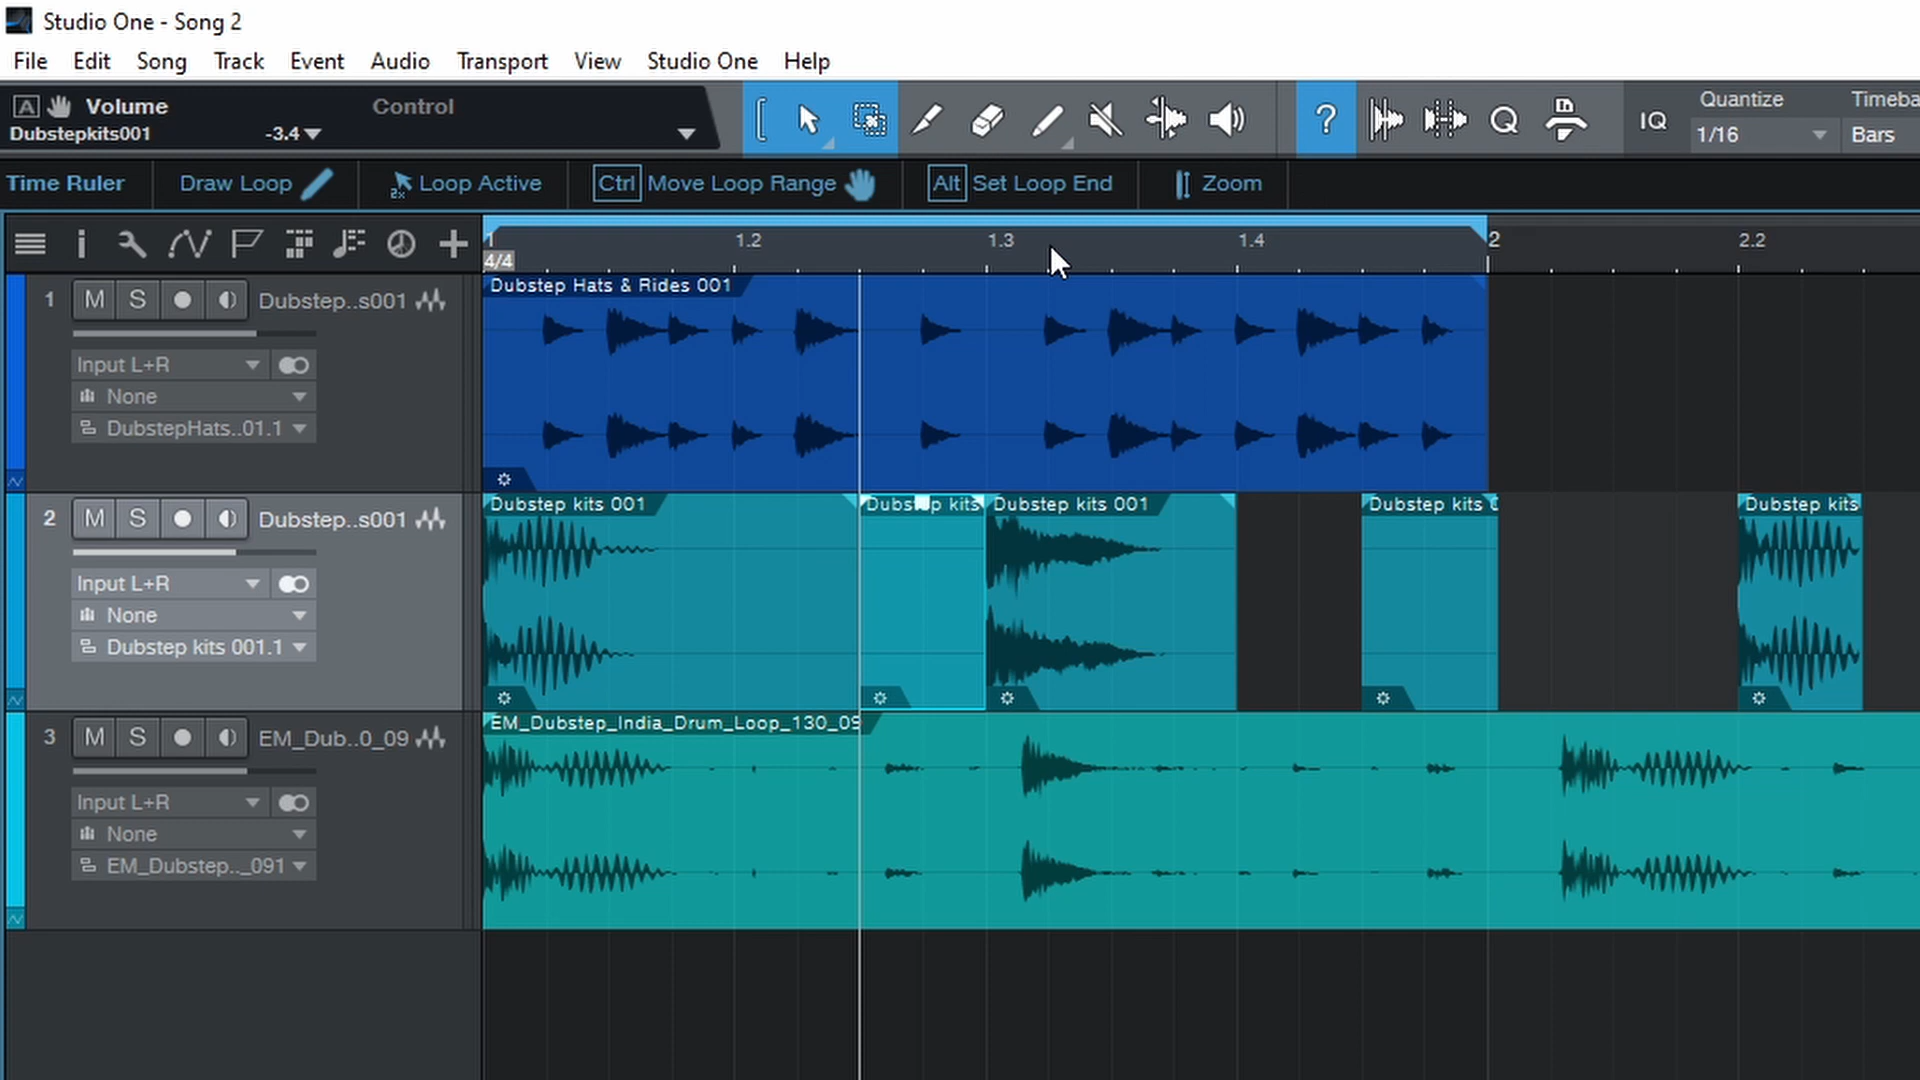 Studio One - Song 2
File Edit Song Track Event Audio Transport View Studio One Help
A Volume Control
Dubstepkits001 -3.4
IQ
Quantize
1/16
Timeba
Bars
Time Ruler Draw Loop Loop Active Ctrl Move Loop Range Alt Set Loop End Zoom
1 1.2 1.3 1.4 2 2.2
4/4
1 M S Dubstep..s001
Input L+R
None
DubstepHats..01.1
Dubstep Hats & Rides 001
2 M S Dubstep..s001
Input L+R
None
Dubstep kits 001.1
Dubstep kits 001
Dubstep kits
Dubstep kits 001
Dubstep kits 0
Dubstep kits
3 M S EM_Dub..0_09
Input L+R
None
EM_Dubstep.._091
EM_Dubstep_India_Drum_Loop_130_09